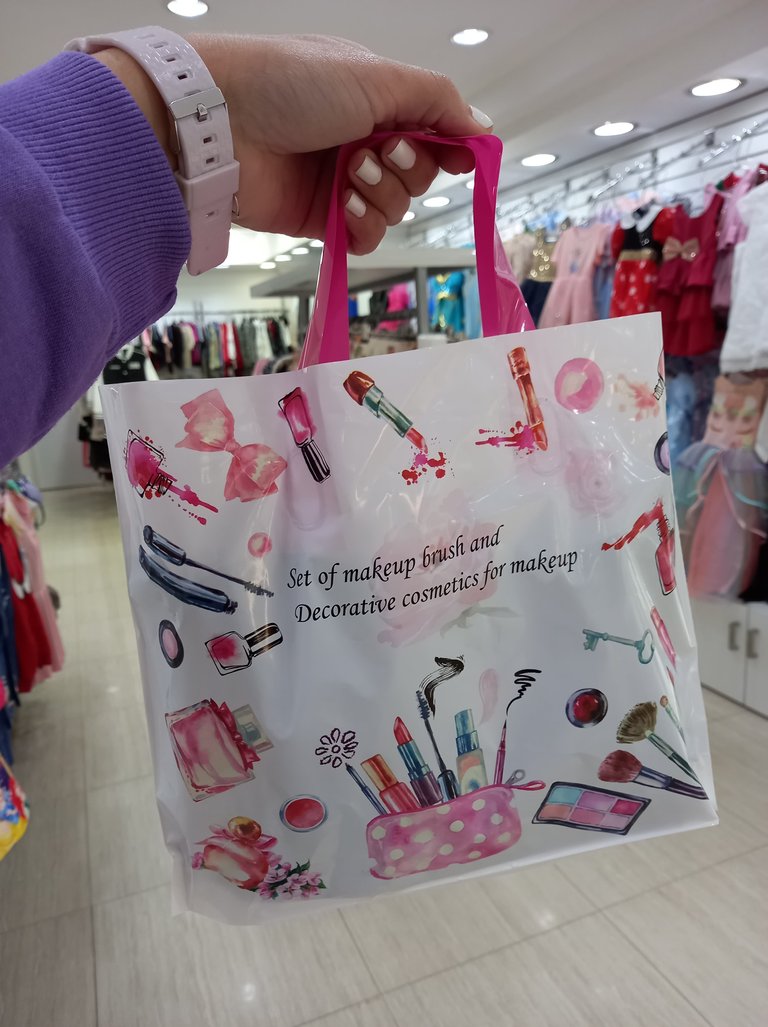 Set of makeup brush and
Decorative cosmetics for makeup